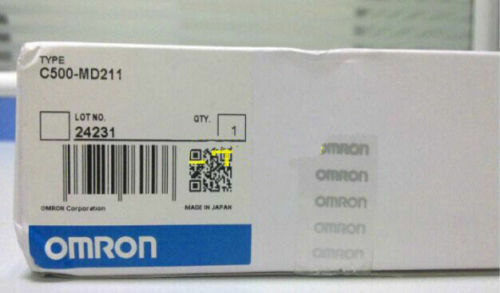 TYPE
C500-MD211
LOT NO.
24231
QTY.
1
OMRON Corporation
MADE IN JAPAN
OMRON
OMRON
OMRON
OMRON
OMRON
OMRON